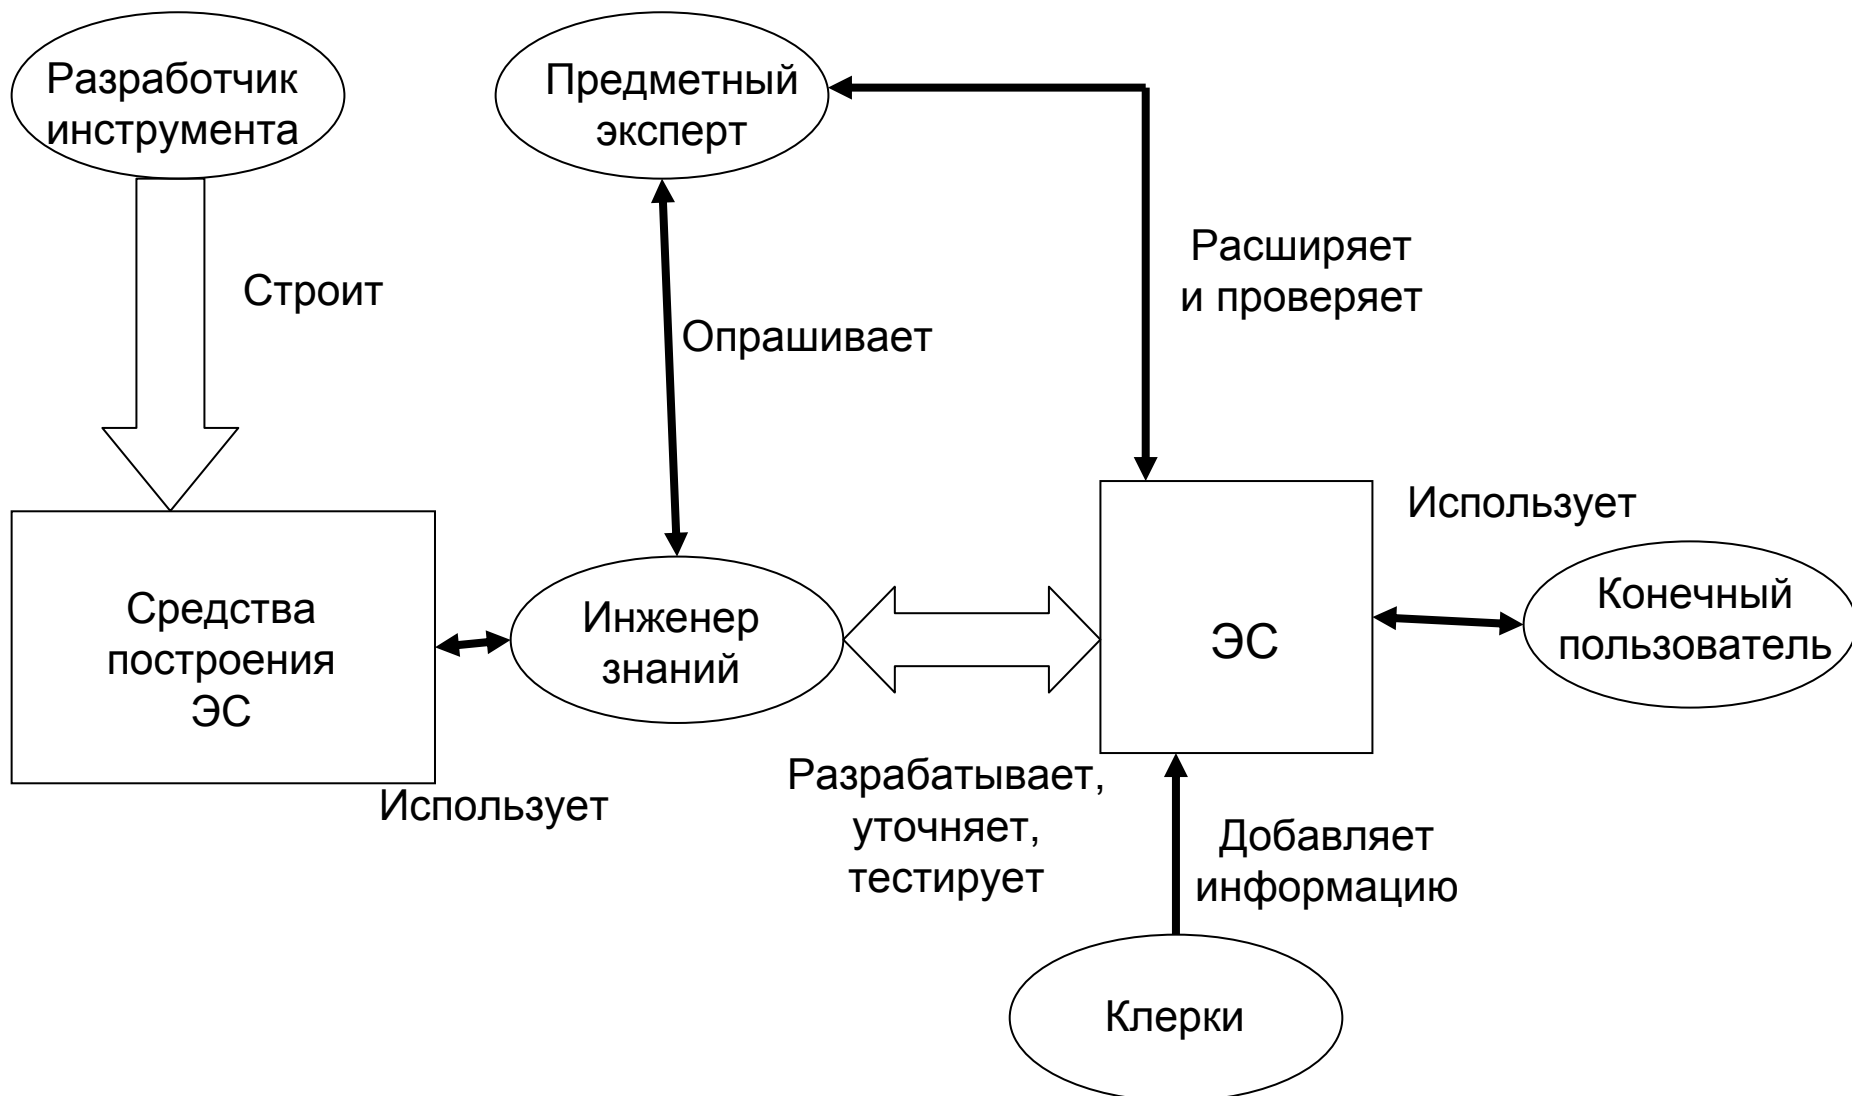 Разработчик
инструмента
Предметный
эксперт
Строит
Расширяет
и проверяет
Опрашивает
Средства
построения
ЭС
Использует
Инженер
знаний
Разрабатывает,
уточняет,
тестирует
ЭС
Использует
Конечный
пользователь
Добавляет
информацию
Клерки